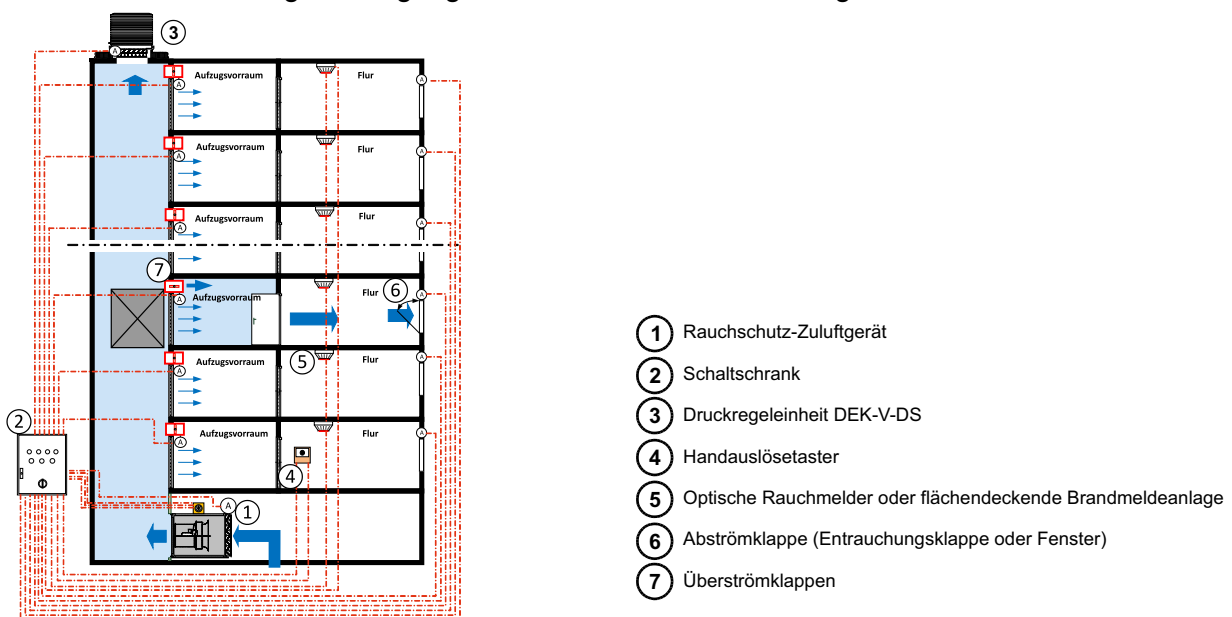 3
A
Aufzugsvorraum Flur
A A
Aufzugsvorraum Flur
A A
Aufzugsvorraum Flur
A A
7
Aufzugsvorraum Flur 6
A A
Aufzugsvorraum 5 Flur
A A
2
Aufzugsvorraum Flur
A A
4
A 1
1 Rauchschutz-Zuluftgerät
2 Schaltschrank
3 Druckregeleinheit DEK-V-DS
4 Handauslösetaster
5 Optische Rauchmelder oder flächendeckende Brandmeldeanlage
6 Abströmklappe (Entrauchungsklappe oder Fenster)
7 Überströmklappen